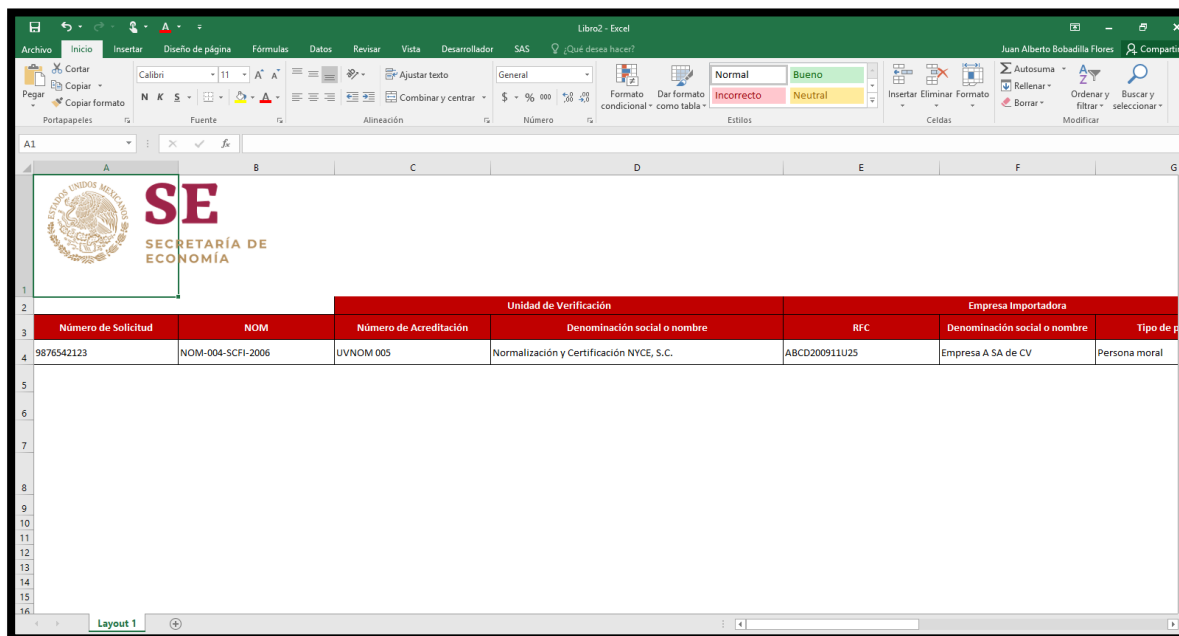 Libro2 - Excel
Archivo Inicio Insertar Diseño de página Fórmulas Datos Revisar Vista Desarrollador SAS ¿Qué desea hacer? Juan Alberto Bobadilla Flores Compartir
Pegar
Cortar
Copiar
Copiar formato
Portapapeles
Calibri 11
N K S
Fuente
Ajustar texto
Combinar y centrar
Alineación
General
$ % 000
Número
Formato condicional
Dar formato como tabla
Normal Bueno
Incorrecto Neutral
Estilos
Insertar Eliminar Formato
Celdas
Autosuma
Rellenar
Borrar
Ordenar y filtrar
Buscar y seleccionar
Modificar
A1 fx
A B C D E F G
ESTADOS UNIDOS MEXICANOS
SE
SECRETARÍA DE
ECONOMÍA
1
2 Unidad de Verificación Empresa Importadora
3 Número de Solicitud NOM Número de Acreditación Denominación social o nombre RFC Denominación social o nombre Tipo de p
4 9876542123 NOM-004-SCFI-2006 UVNOM 005 Normalización y Certificación NYCE, S.C. ABCD200911U25 Empresa A SA de CV Persona moral
5
6
7
8
9
10
11
12
13
14
15
16
Layout 1